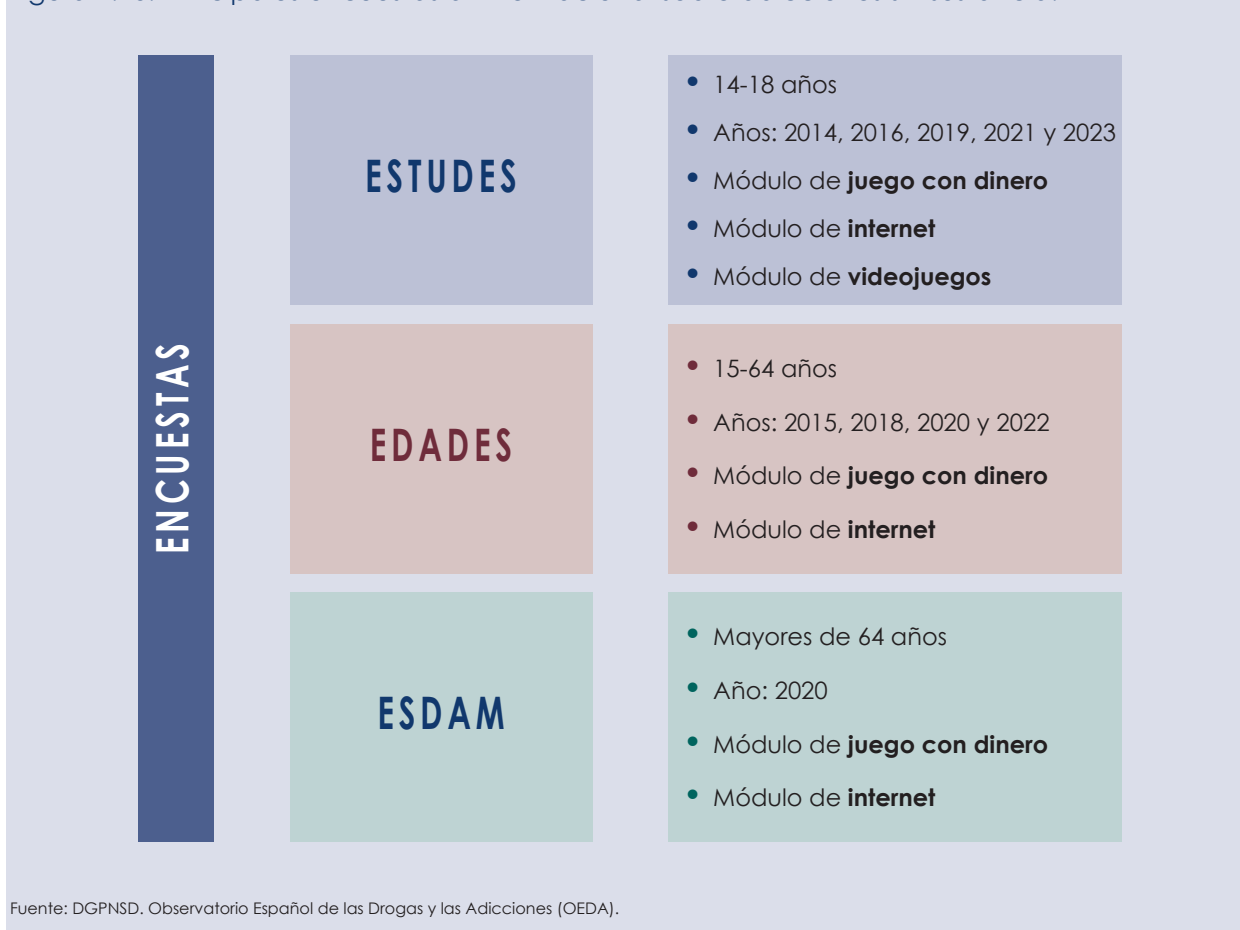 ENCUESTAS
ESTUDES
• 14-18 años
• Años: 2014, 2016, 2019, 2021 y 2023
• Módulo de juego con dinero
• Módulo de internet
• Módulo de videojuegos
EDADES
• 15-64 años
• Años: 2015, 2018, 2020 y 2022
• Módulo de juego con dinero
• Módulo de internet
ESDAM
• Mayores de 64 años
• Año: 2020
• Módulo de juego con dinero
• Módulo de internet
Fuente: DGPNSD. Observatorio Español de las Drogas y las Adicciones (OEDA).